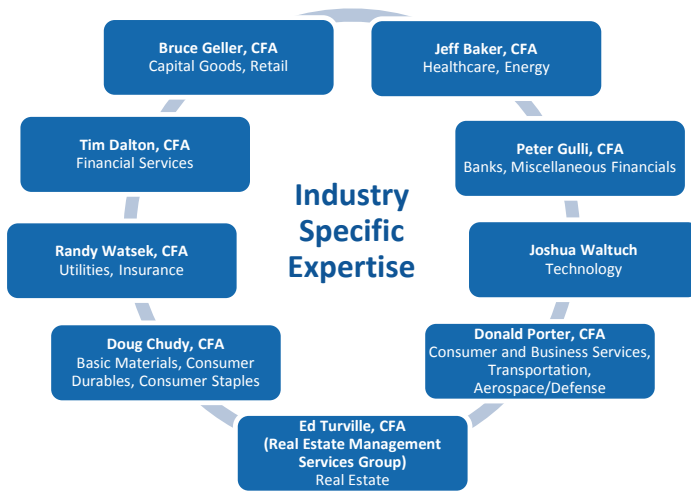 Bruce Geller, CFA
Capital Goods, Retail
Jeff Baker, CFA
Healthcare, Energy
Tim Dalton, CFA
Financial Services
Peter Gulli, CFA
Banks, Miscellaneous Financials
Industry
Specific
Expertise
Randy Watsek, CFA
Utilities, Insurance
Joshua Waltuch
Technology
Doug Chudy, CFA
Basic Materials, Consumer
Durables, Consumer Staples
Donald Porter, CFA
Consumer and Business Services,
Transportation,
Aerospace/Defense
Ed Turville, CFA
(Real Estate Management
Services Group)
Real Estate